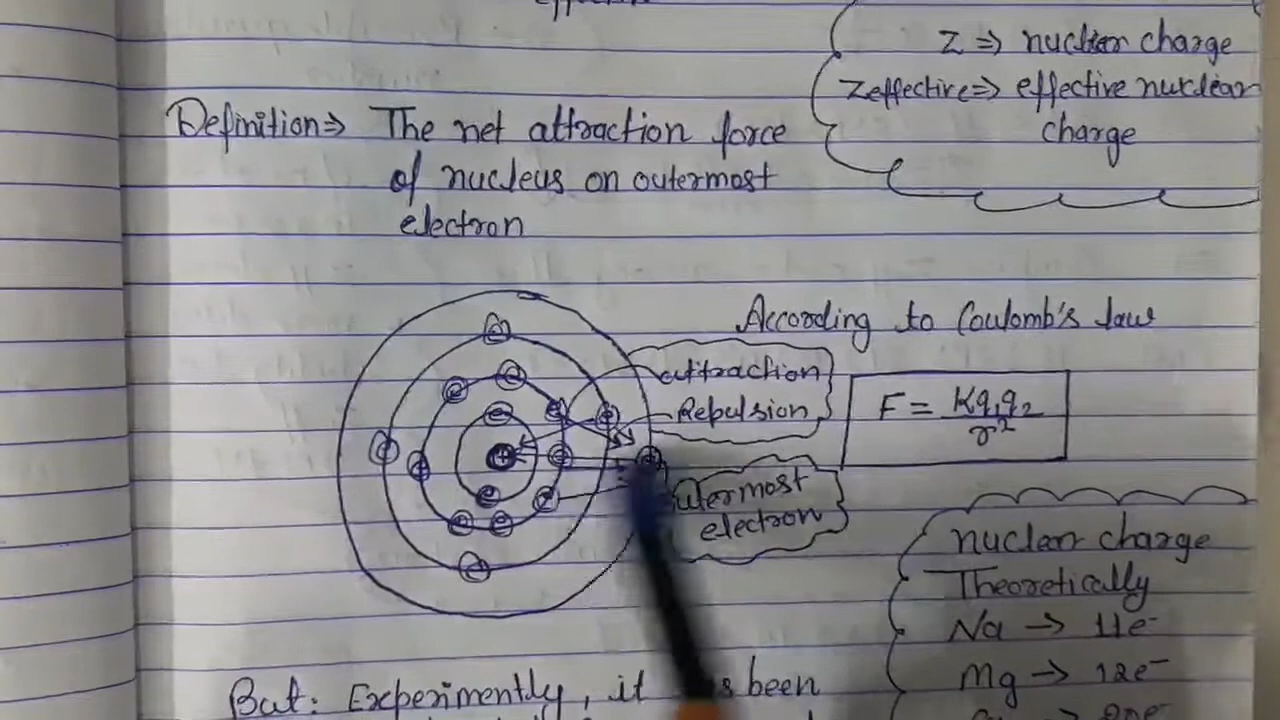 Z ⇒ nuclear charge
Zeffective ⇒ effective nuclear
charge
Definition ⇒ The net attraction force
of nucleus on outermost
electron
According to Coulomb's law
attraction
Repulsion
F = Kq1q2
r²
outermost
electron
nuclear charge
Theoretically
Na → 11e⁻
Mg → 12e⁻
But: Experimently, it been